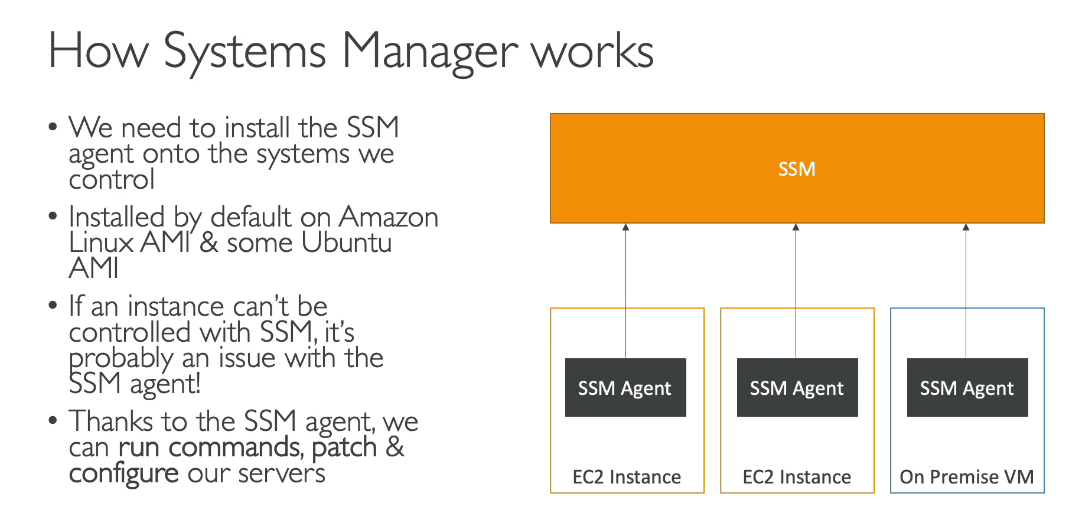 How Systems Manager works
• We need to install the SSM
agent onto the systems we
control
• Installed by default on Amazon
Linux AMI & some Ubuntu
AMI
• If an instance can't be
controlled with SSM, it's
probably an issue with the
SSM agent!
• Thanks to the SSM agent, we
can run commands, patch &
configure our servers
SSM
SSM Agent
SSM Agent
SSM Agent
EC2 Instance
EC2 Instance
On Premise VM